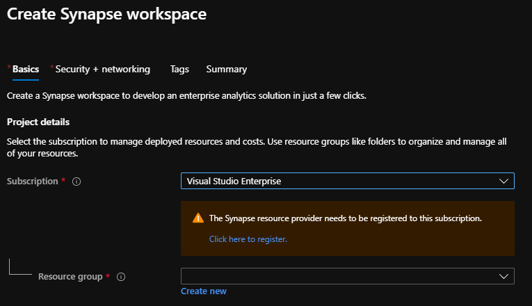 Create Synapse workspace
* Basics * Security + networking Tags Summary
Create a Synapse workspace to develop an enterprise analytics solution in just a few clicks.
Project details
Select the subscription to manage deployed resources and costs. Use resource groups like folders to organize and manage all
of your resources.
Subscription * Visual Studio Enterprise
The Synapse resource provider needs to be registered to this subscription.
Click here to register.
Resource group *
Create new